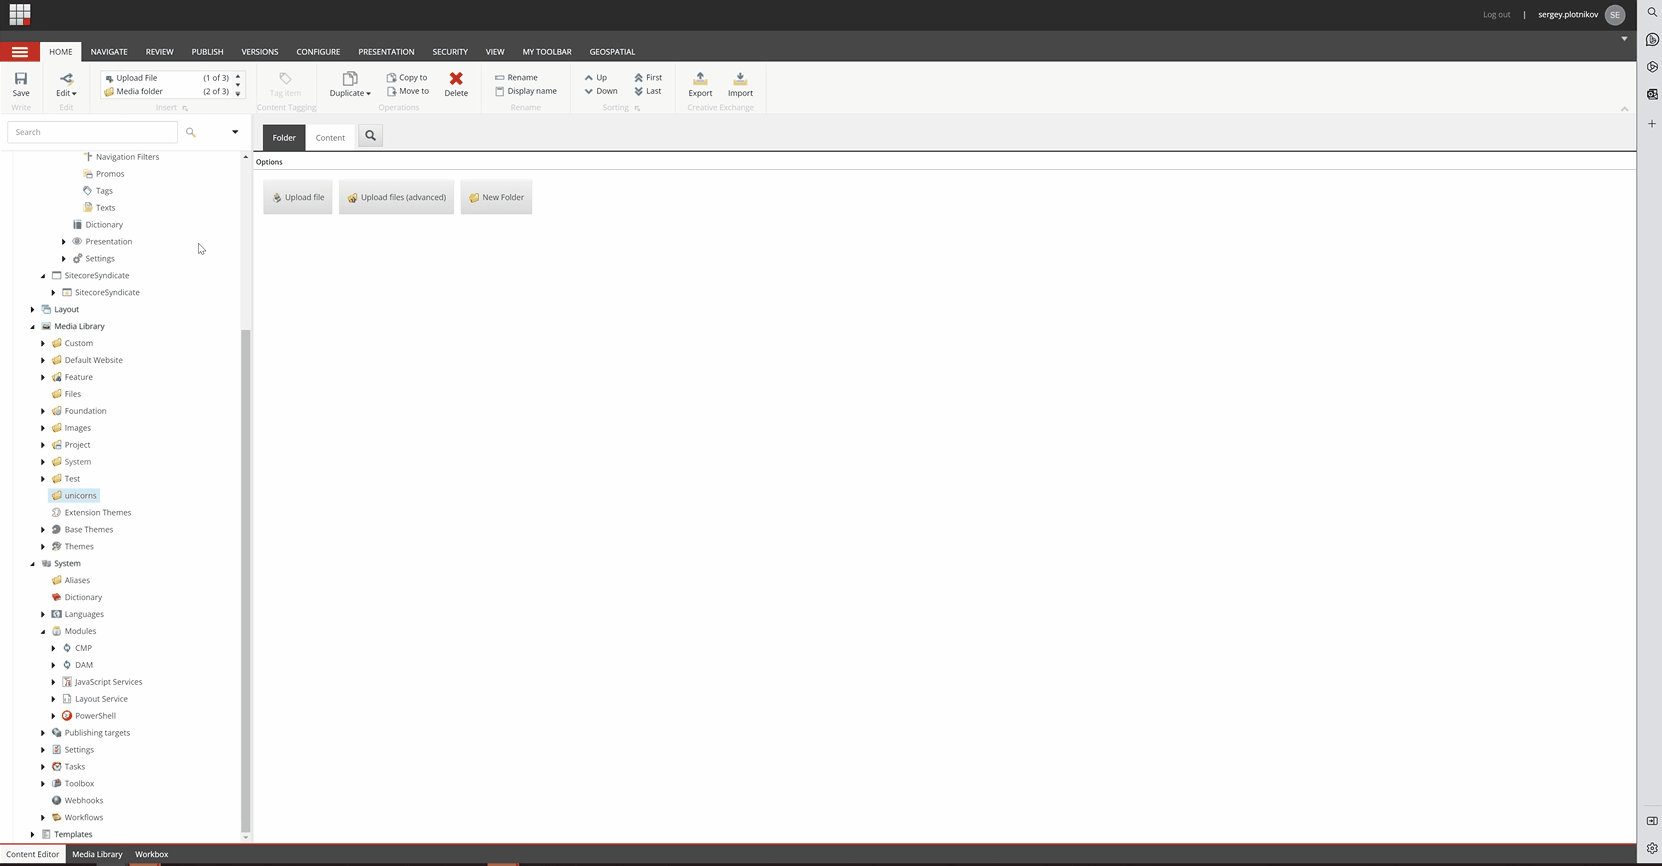 Log out | sergey.plotnikov SE
HOME NAVIGATE REVIEW PUBLISH VERSIONS CONFIGURE PRESENTATION SECURITY VIEW MY TOOLBAR GEOSPATIAL
Save
Write
Edit
Edit
Upload File (1 of 3)
Media folder (2 of 3)
Insert
Tag item
Content Tagging
Duplicate
Copy to
Move to
Delete
Operations
Rename
Display name
Rename
Up First
Down Last
Sorting
Export Import
Creative Exchange
Search
Navigation Filters
Promos
Tags
Texts
Dictionary
Presentation
Settings
SitecoreSyndicate
SitecoreSyndicate
Layout
Media Library
Custom
Default Website
Feature
Files
Foundation
Images
Project
System
Test
unicorns
Extension Themes
Base Themes
Themes
System
Aliases
Dictionary
Languages
Modules
CMP
DAM
JavaScript Services
Layout Service
PowerShell
Publishing targets
Settings
Tasks
Toolbox
Webhooks
Workflows
Templates
Folder Content
Options
Upload file Upload files (advanced) New Folder
Content Editor Media Library Workbox